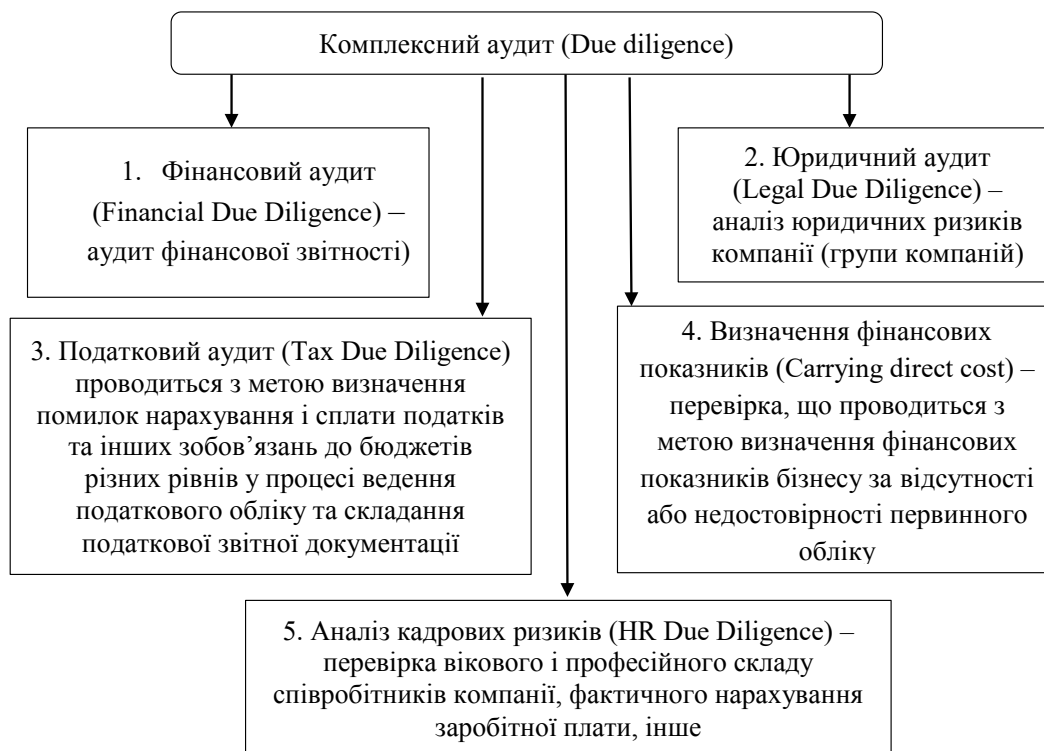 Комплексний аудит (Due diligence)
1. Фінансовий аудит
(Financial Due Diligence) –
аудит фінансової звітності)
2. Юридичний аудит
(Legal Due Diligence) –
аналіз юридичних ризиків
компанії (групи компаній)
3. Податковий аудит (Tax Due Diligence)
проводиться з метою визначення
помилок нарахування і сплати податків
та інших зобов’язань до бюджетів
різних рівнів у процесі ведення
податкового обліку та складання
податкової звітної документації
4. Визначення фінансових
показників (Carrying direct cost) –
перевірка, що проводиться з
метою визначення фінансових
показників бізнесу за відсутності
або недостовірності первинного
обліку
5. Аналіз кадрових ризиків (HR Due Diligence) –
перевірка вікового і професійного складу
співробітників компанії, фактичного нарахування
заробітної плати, інше